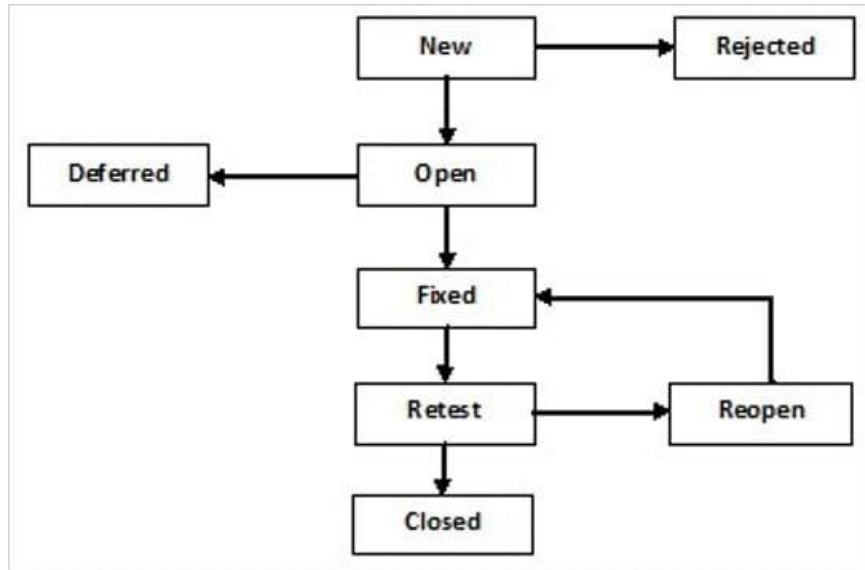 New
Rejected
Deferred
Open
Fixed
Retest
Reopen
Closed